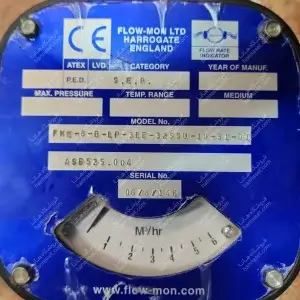 CE
FLOW-MON LTD
HARROGATE
ENGLAND
FLOW RATE
INDICATOR
ATEX LVD CATEGORY YEAR OF MANUF.
P.E.D. S.E.P.
MAX. PRESSURE TEMP. RANGE MEDIUM
MODEL No.
ASB535.004
SERIAL No.
M³/hr
1 2 3 4 5 6
www.flow-mon.com